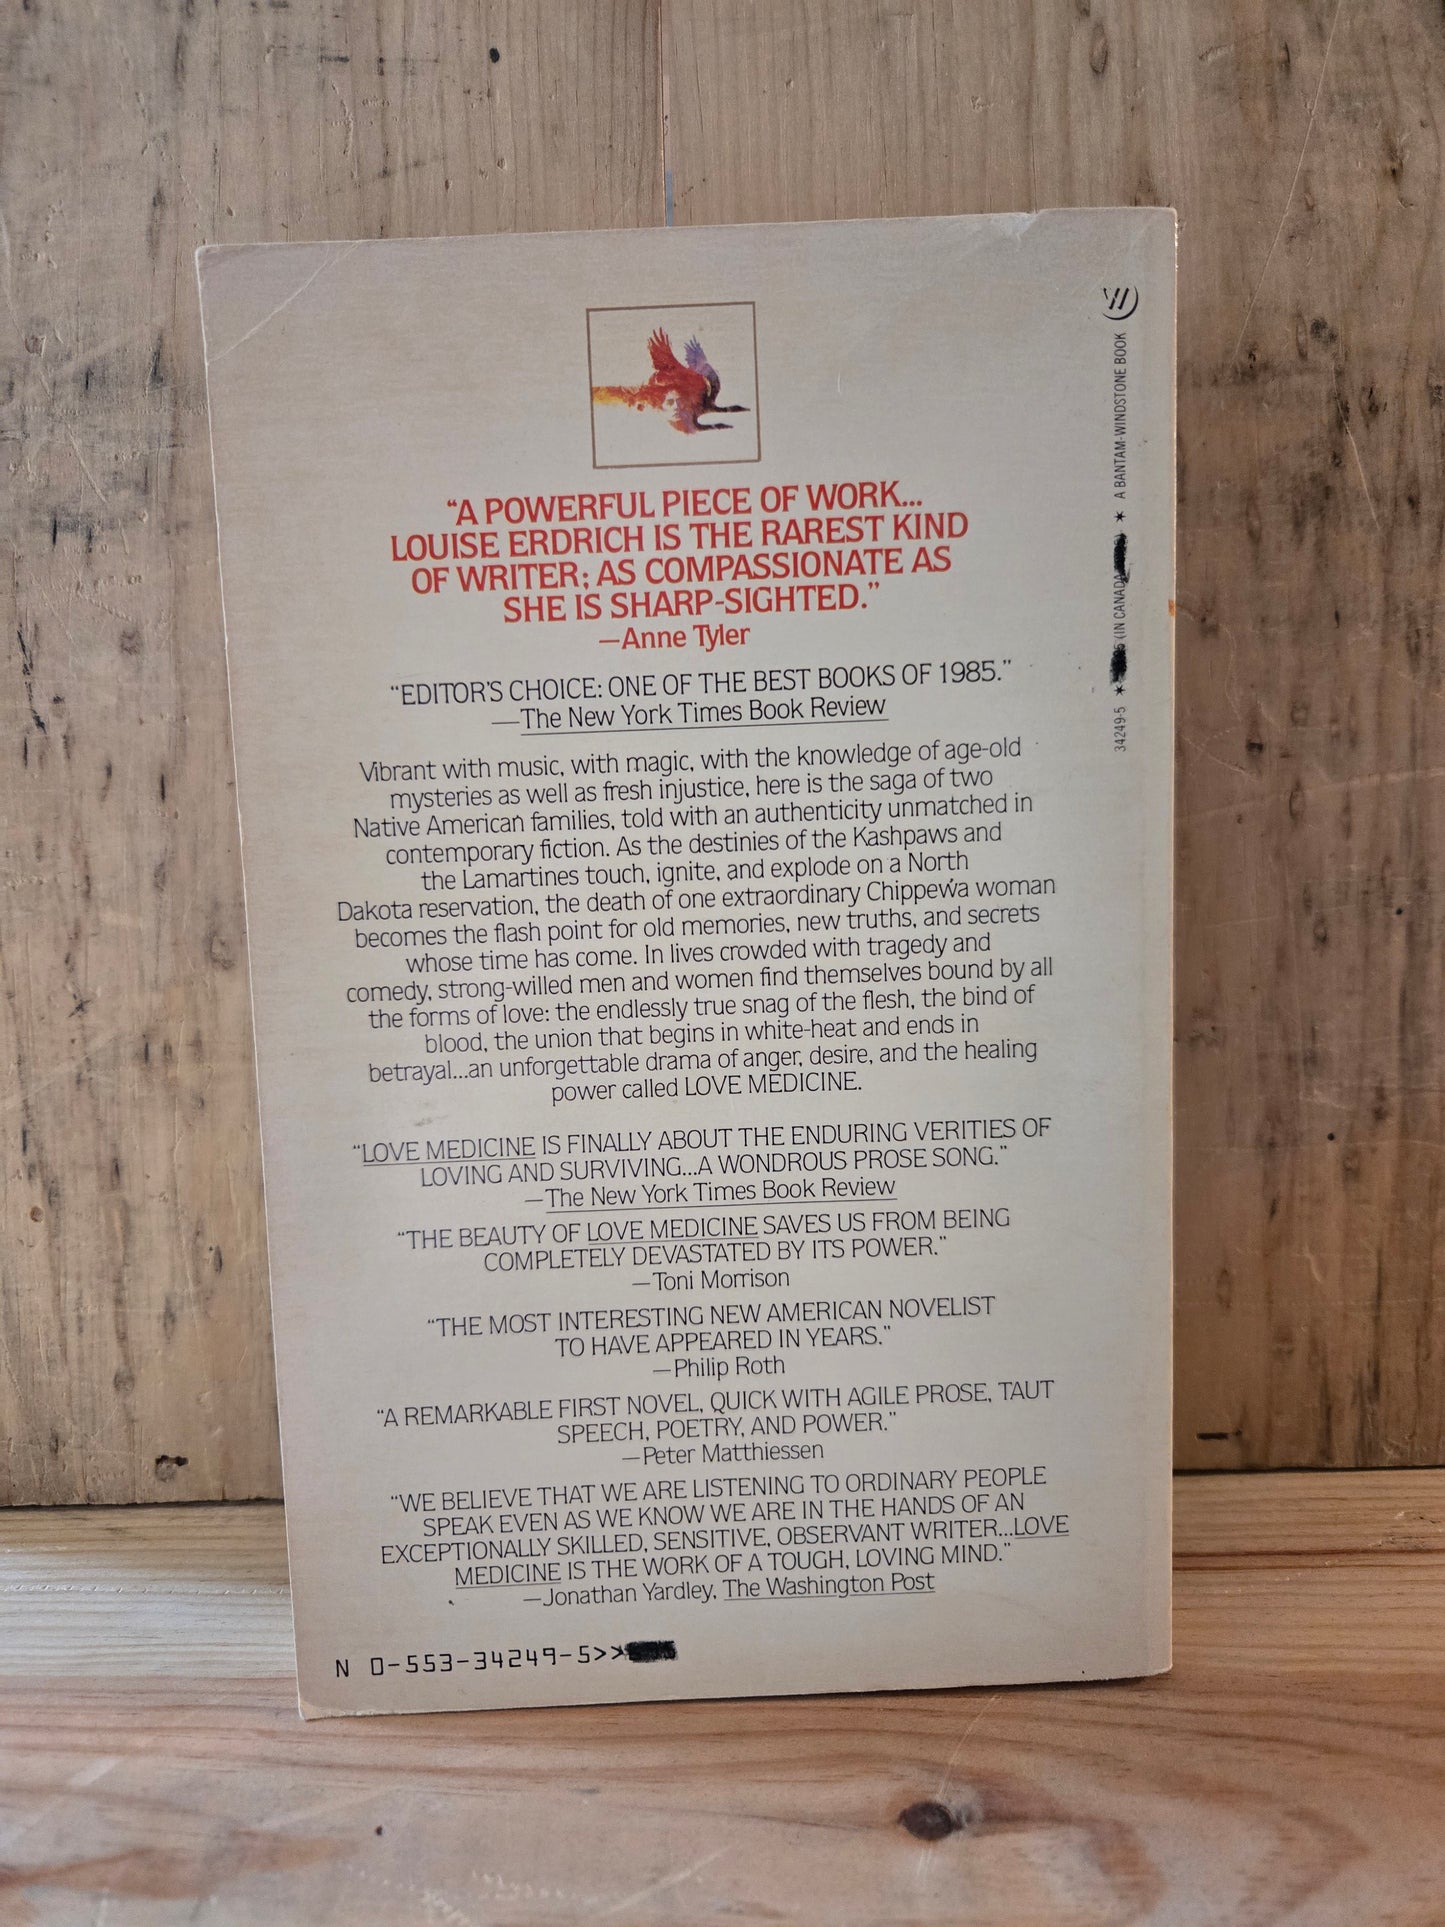 "A POWERFUL PIECE OF WORK...
LOUISE ERDRICH IS THE RAREST KIND
OF WRITER; AS COMPASSIONATE AS
SHE IS SHARP-SIGHTED."
—Anne Tyler
"EDITOR'S CHOICE: ONE OF THE BEST BOOKS OF 1985."
—The New York Times Book Review
Vibrant with music, with magic, with the knowledge of age-old
mysteries as well as fresh injustice, here is the saga of two
Native American families, told with an authenticity unmatched in
contemporary fiction. As the destinies of the Kashpaws and
the Lamartines touch, ignite, and explode on a North
Dakota reservation, the death of one extraordinary Chippewa woman
becomes the flash point for old memories, new truths, and secrets
whose time has come. In lives crowded with tragedy and
comedy, strong-willed men and women find themselves bound by all
the forms of love: the endlessly true snag of the flesh, the bind of
blood, the union that begins in white-heat and ends in
betrayal...an unforgettable drama of anger, desire, and the healing
power called LOVE MEDICINE.
"LOVE MEDICINE IS FINALLY ABOUT THE ENDURING VERITIES OF
LOVING AND SURVIVING...A WONDROUS PROSE SONG."
—The New York Times Book Review
"THE BEAUTY OF LOVE MEDICINE SAVES US FROM BEING
COMPLETELY DEVASTATED BY ITS POWER."
—Toni Morrison
"THE MOST INTERESTING NEW AMERICAN NOVELIST
TO HAVE APPEARED IN YEARS."
—Philip Roth
"A REMARKABLE FIRST NOVEL, QUICK WITH AGILE PROSE, TAUT
SPEECH, POETRY, AND POWER."
—Peter Matthiessen
"WE BELIEVE THAT WE ARE LISTENING TO ORDINARY PEOPLE
SPEAK EVEN AS WE KNOW WE ARE IN THE HANDS OF AN
EXCEPTIONALLY SKILLED, SENSITIVE, OBSERVANT WRITER...LOVE
MEDICINE IS THE WORK OF A TOUGH, LOVING MIND."
—Jonathan Yardley, The Washington Post
N 0-553-34249-5>>
34249-5 ★ (IN CANADA ★ A BANTAM-WINDSTONE BOOK
W